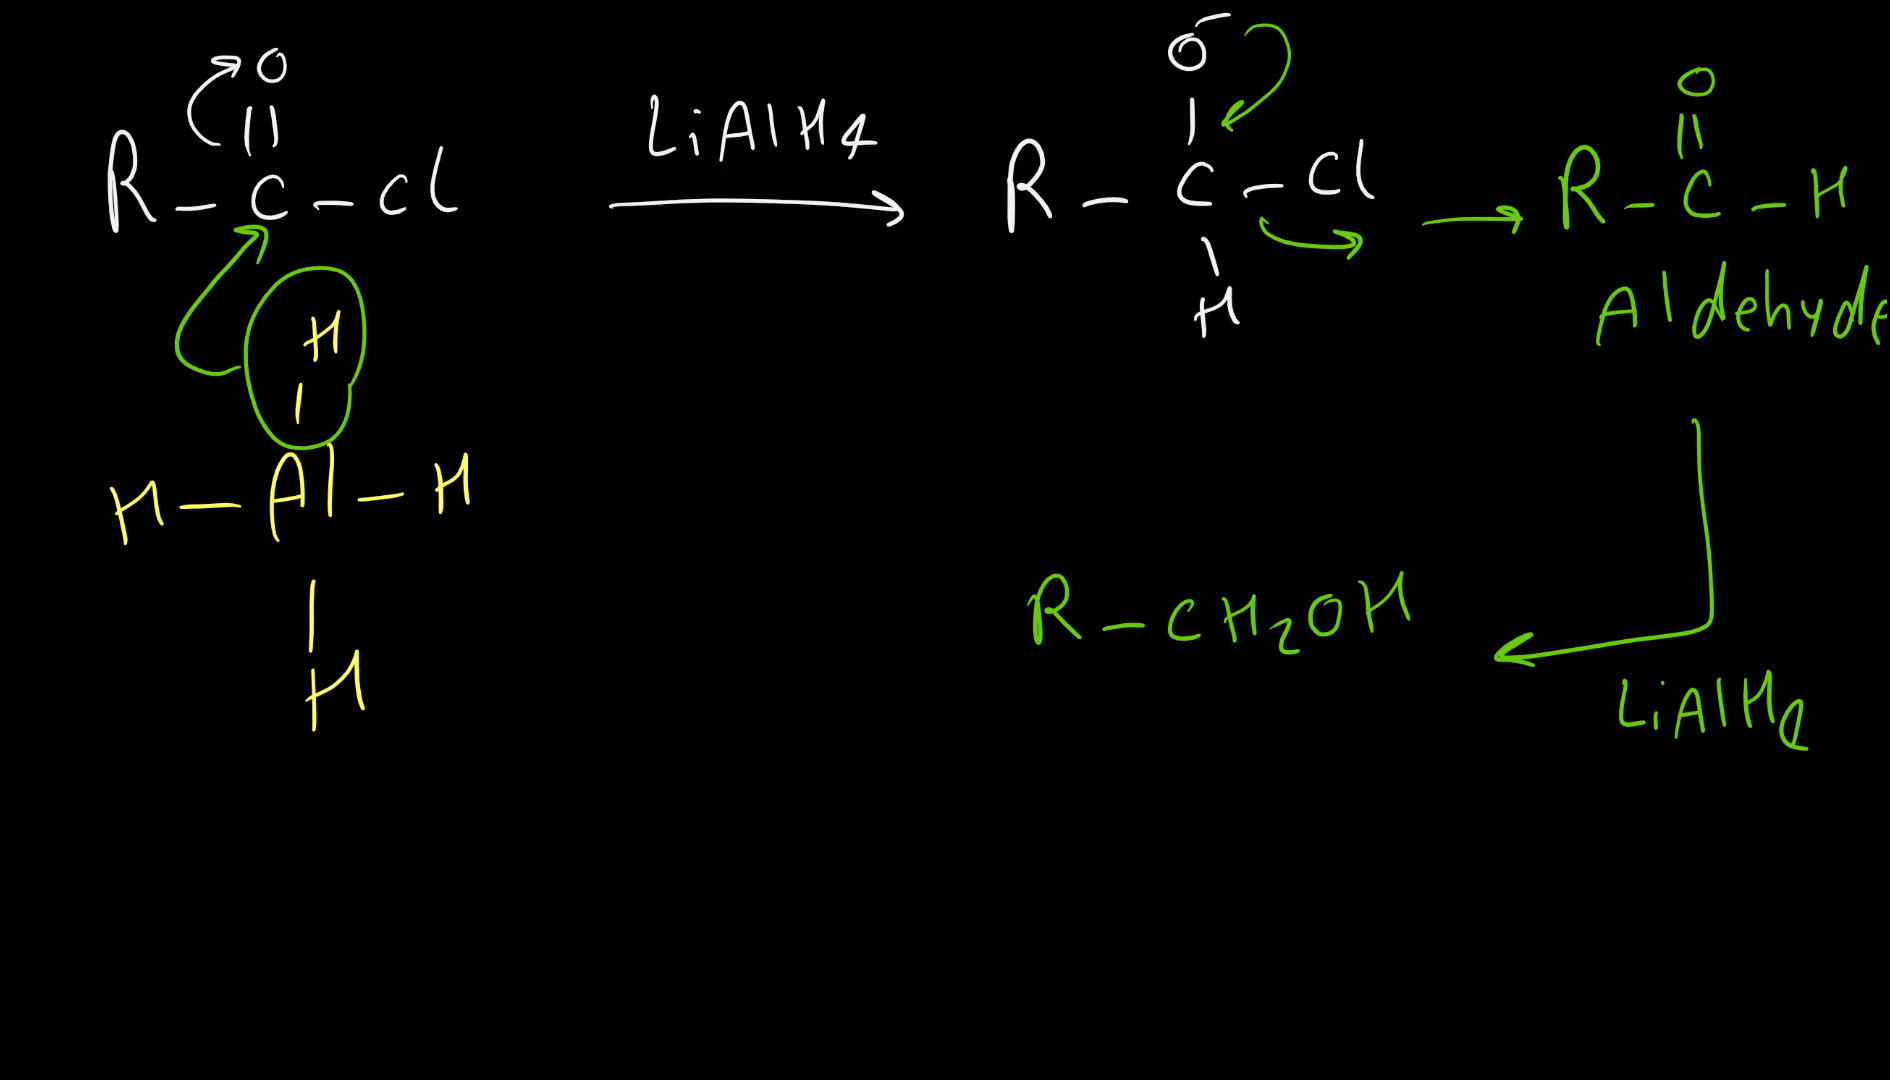 O O⁻ O
|| | ||
R - C - Cl LiAlH4 R - C - Cl R - C - H
| 
H Aldehyde
H
|
H - Al - H
|
H
R - CH2OH
LiAlH4